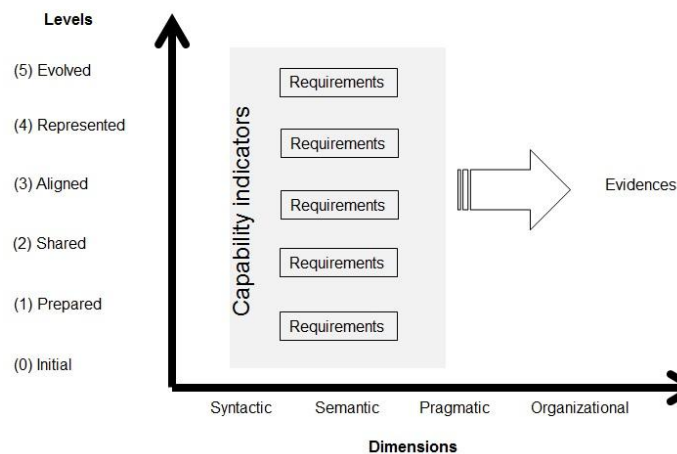 Levels
(5) Evolved
(4) Represented
(3) Aligned
(2) Shared
(1) Prepared
(0) Initial
Capability indicators
Requirements
Requirements
Requirements
Requirements
Requirements
Evidences
Syntactic Semantic Pragmatic Organizational
Dimensions